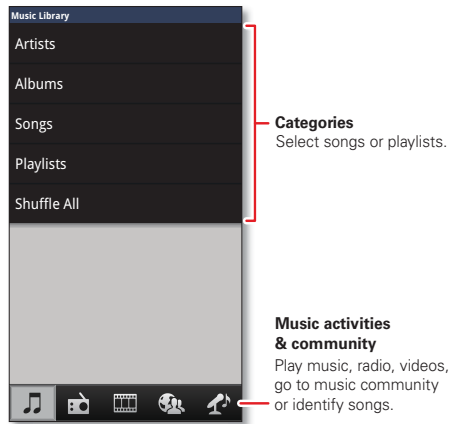 Music Library
Artists
Albums
Songs
Playlists
Shuffle All
Categories
Select songs or playlists.
Music activities
& community
Play music, radio, videos,
go to music community
or identify songs.